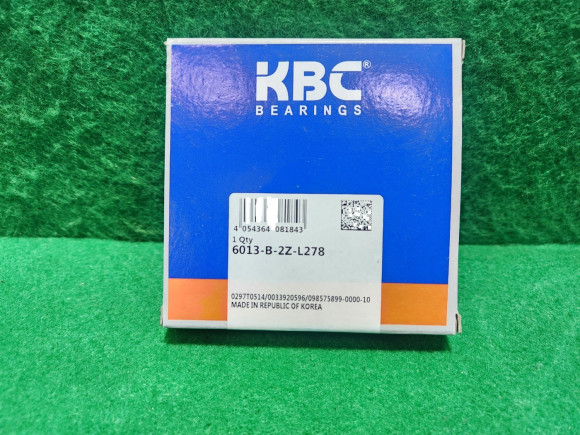 KBC®
BEARINGS
4 054364 081843
1 Qty
6013-B-2Z-L278
0297T0514/0033920596/098575899-0000-10
MADE IN REPUBLIC OF KOREA